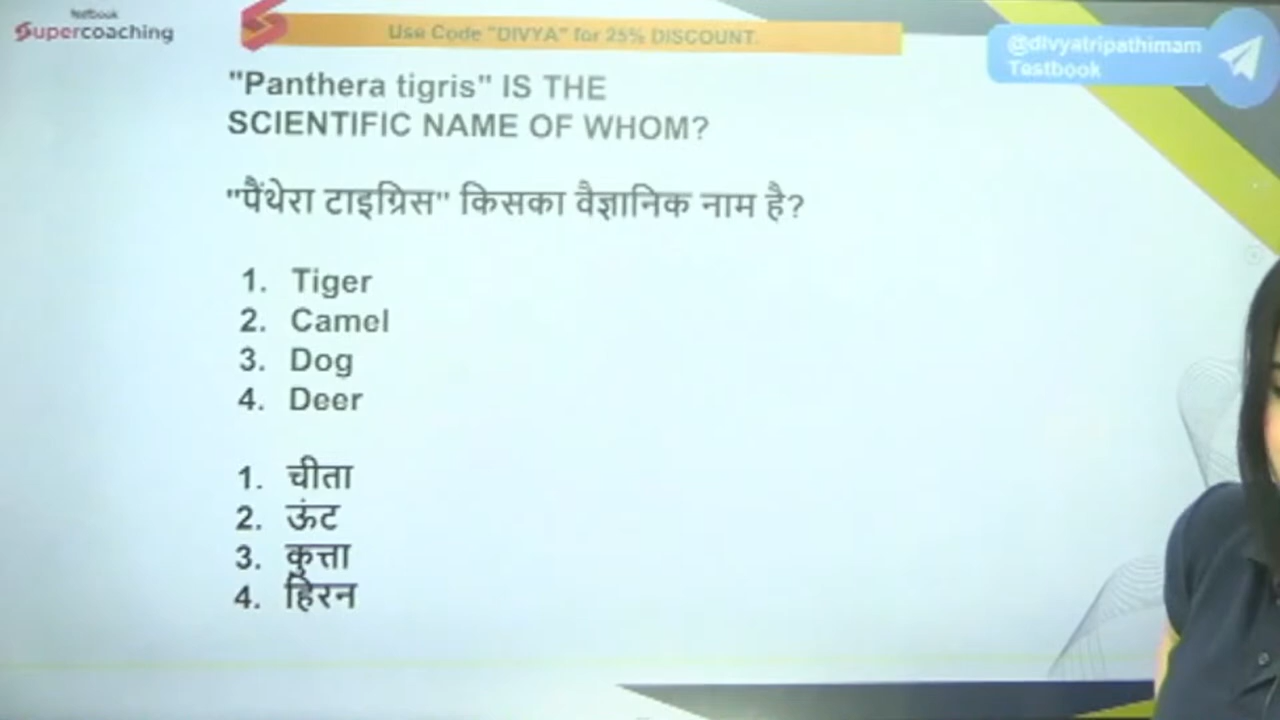 testbook
Supercoaching
Use Code "DIVYA" for 25% DISCOUNT.
@divyatripathimam
Testbook
"Panthera tigris" IS THE
SCIENTIFIC NAME OF WHOM?
"पैंथेरा टाइग्रिस" किसका वैज्ञानिक नाम है?
1. Tiger
2. Camel
3. Dog
4. Deer
1. चीता
2. ऊंट
3. कुत्ता
4. हिरन